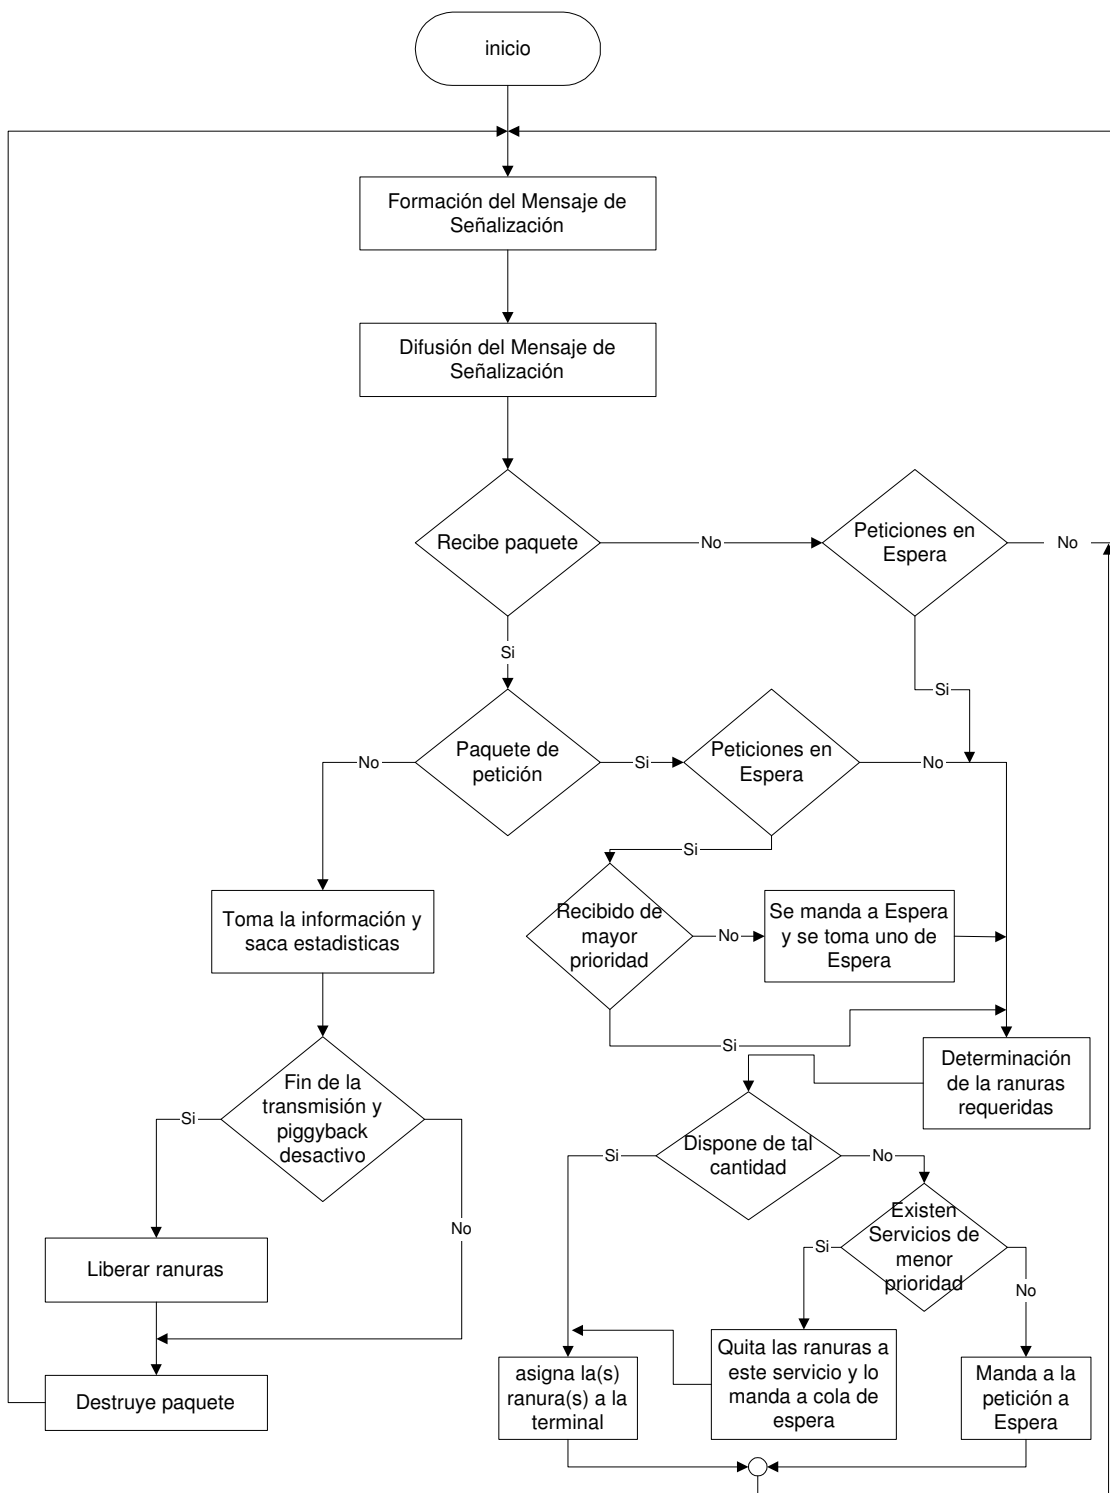 inicio
Formación del Mensaje de
Señalización
Difusión del Mensaje de
Señalización
Recibe paquete
No
Peticiones en
Espera
No
Si
Si
Paquete de
petición
No
Si
Peticiones en
Espera
No
Si
Toma la información y
saca estadisticas
Recibido de
mayor
prioridad
No
Se manda a Espera
y se toma uno de
Espera
Si
Determinación
de la ranuras
requeridas
Fin de la
transmisión y
piggyback
desactivo
Si
No
Dispone de tal
cantidad
Si
No
Existen
Servicios de
menor
prioridad
Si
No
Liberar ranuras
Destruye paquete
asigna la(s)
ranura(s) a la
terminal
Quita las ranuras a
este servicio y lo
manda a cola de
espera
Manda a la
petición a
Espera